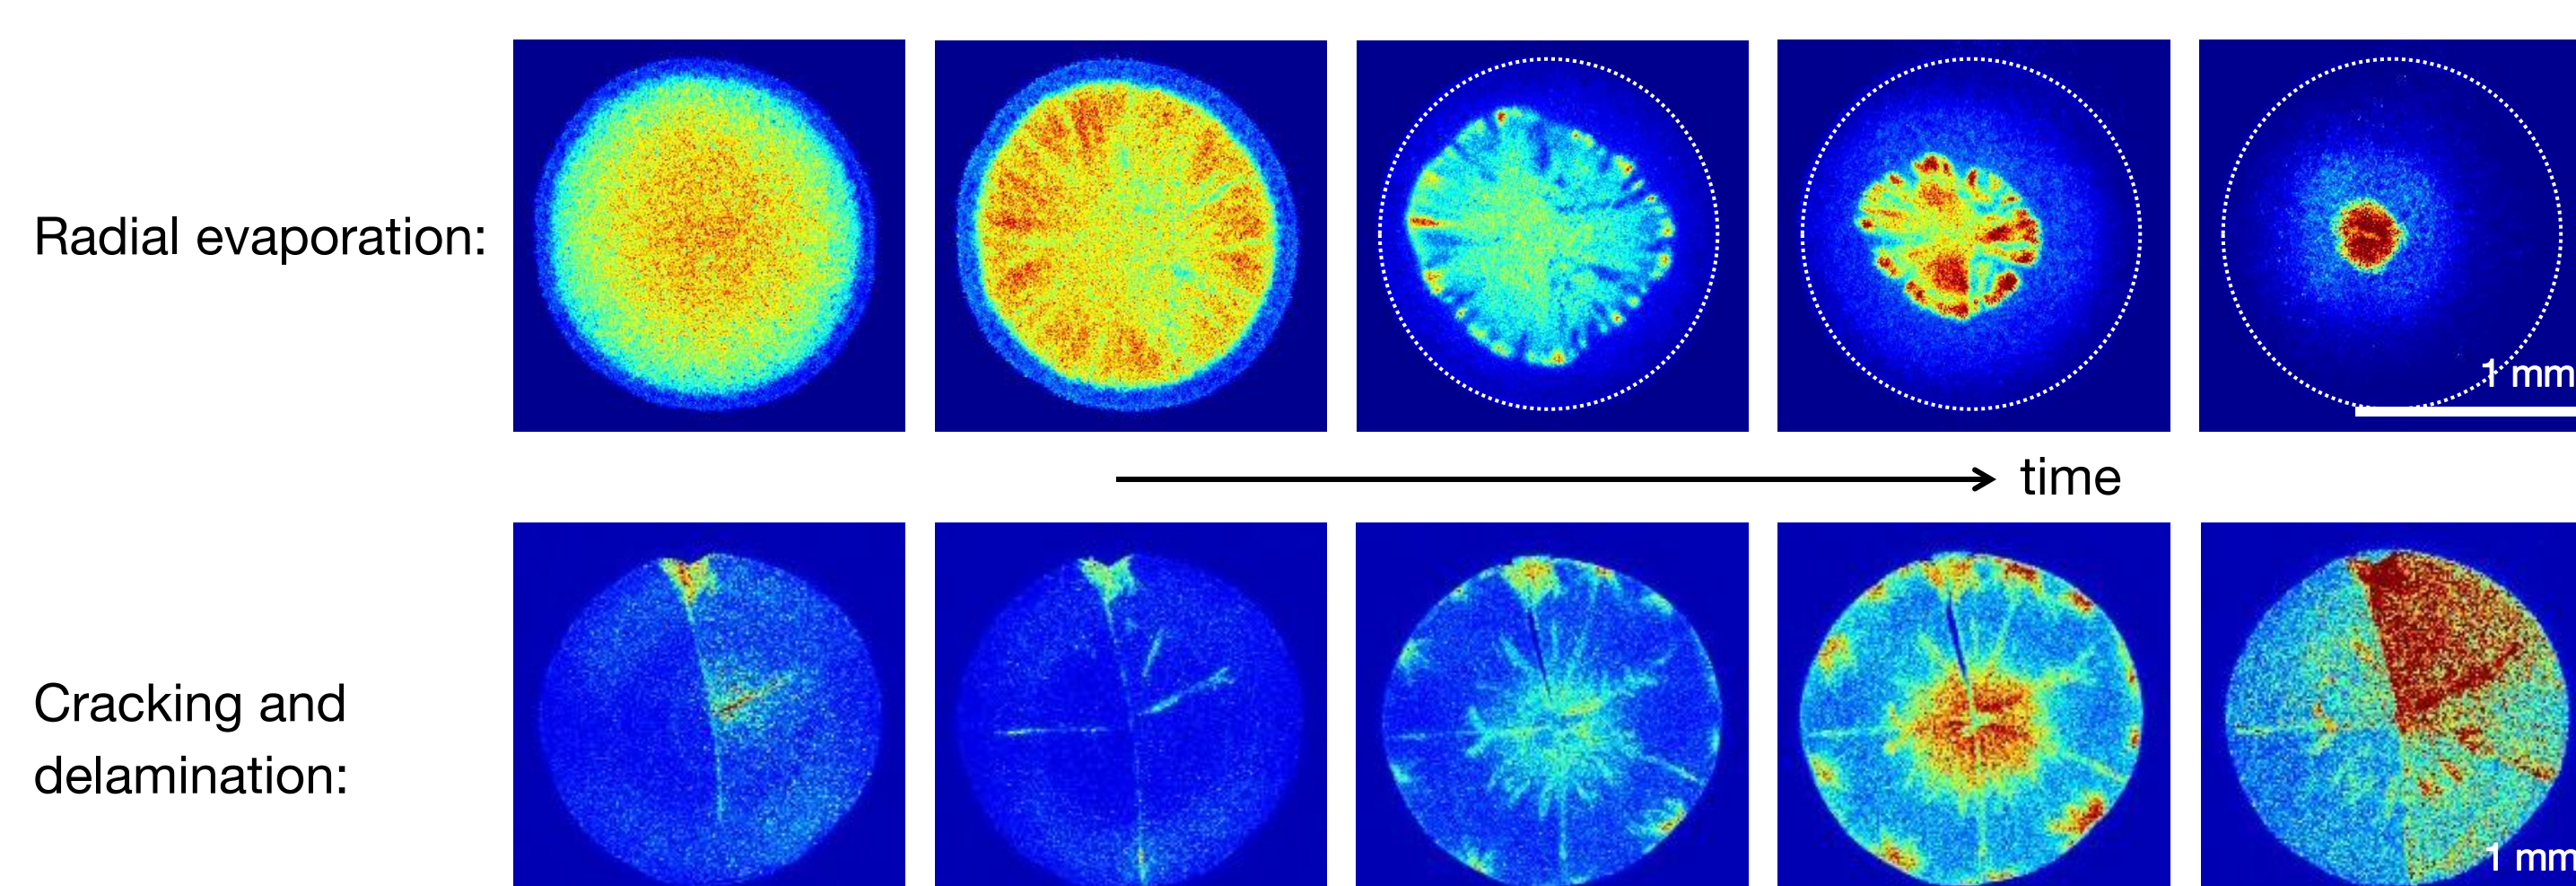 Radial evaporation:
1 mm
time
Cracking and
delamination:
1 mm